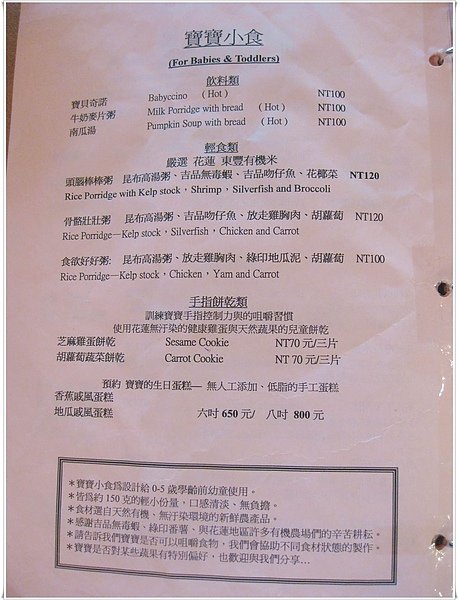 寶寶小食
(For Babies & Toddlers)
飲料類
寶貝奇諾 Babyccino (Hot) NT100
牛奶麥片粥 Milk Porridge with bread (Hot) NT100
南瓜湯 Pumpkin Soup with bread (Hot) NT100
輕食類
嚴選 花蓮 東豐有機米
頭腦棒棒粥 昆布高湯粥、吉品無毒蝦、吉品吻仔魚、花椰菜 NT120
Rice Porridge with Kelp stock,Shrimp,Silverfish and Broccoli
骨骼壯壯粥 昆布高湯粥、吉品吻仔魚、放走雞胸肉、胡蘿蔔 NT120
Rice Porridge—Kelp stock,Silverfish,Chicken and Carrot
食欲好好粥: 昆布高湯粥、放走雞胸肉、綠印地瓜泥、胡蘿蔔 NT100
Rice Porridge—Kelp stock,Chicken,Yam and Carrot
手指餅乾類
訓練寶寶手指控制力與的咀嚼習慣
使用花蓮無汙染的健康雞蛋與天然蔬果的兒童餅乾
芝麻雞蛋餅乾 Sesame Cookie NT70 元/三片
胡蘿蔔蔬菜餅乾 Carrot Cookie NT 70 元/三片
預約 寶寶的生日蛋糕— 無人工添加、低脂的手工蛋糕
香蕉戚風蛋糕
地瓜戚風蛋糕 六吋 650 元/ 八吋 800 元
*寶寶小食為設計給 0-5 歲學齡前幼童使用。
*皆為約 150 克的輕小份量,口感清淡、無負擔。
*食材選自天然有機、無汙染環境的新鮮農產品。
*感謝吉品無毒蝦、綠印番薯、與花蓮地區許多有機農場們的辛苦耕耘。
*請告訴我們寶寶是否可以咀嚼食物,我們會協助不同食材狀態的製作。
*寶寶是否對某些蔬果有特別偏好,也歡迎與我們分享…